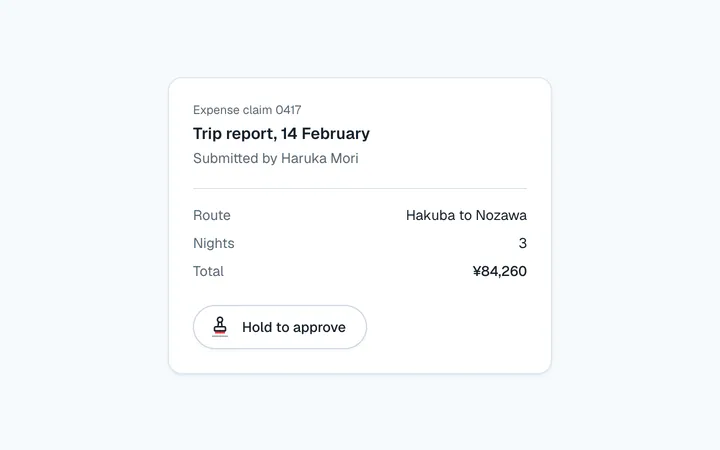 Expense claim 0417
Trip report, 14 February
Submitted by Haruka Mori
Route Hakuba to Nozawa
Nights 3
Total ¥84,260
Hold to approve